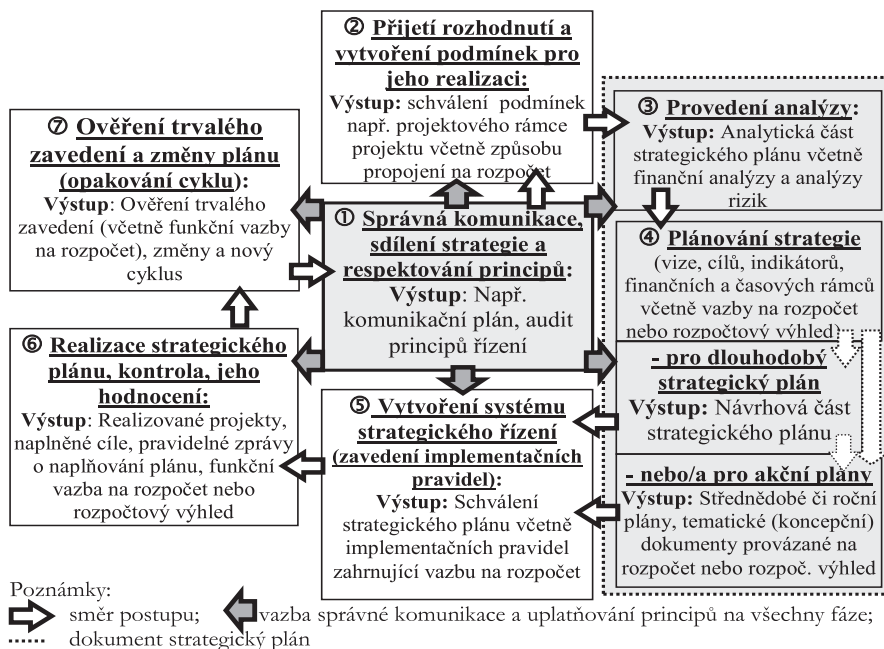 ② Přijetí rozhodnutí a
vytvoření podmínek pro
jeho realizaci:
Výstup: schválení podmínek
např. projektového rámce
projektu včetně způsobu
propojení na rozpočet
③ Provedení analýzy:
Výstup: Analytická část
strategického plánu včetně
finanční analýzy a analýzy
rizik
⑦ Ověření trvalého
zavedení a změny plánu
(opakování cyklu):
Výstup: Ověření trvalého
zavedení (včetně funkční vazby
na rozpočet), změny a nový
cyklus
① Správná komunikace,
sdílení strategie a
respektování principů:
Výstup: Např.
komunikační plán, audit
principů řízení
④ Plánování strategie
(vize, cílů, indikátorů,
finančních a časových rámců
včetně vazby na rozpočet
nebo rozpočtový výhled)
- pro dlouhodobý
strategický plán
Výstup: Návrhová část
strategického plánu
- nebo/a pro akční plány
Výstup: Střednědobé či roční
plány, tematické (koncepční)
dokumenty provázané na
rozpočet nebo rozpoč. výhled
⑥ Realizace strategického
plánu, kontrola, jeho
hodnocení:
Výstup: Realizované projekty,
naplněné cíle, pravidelné zprávy
o naplňování plánu, funkční
vazba na rozpočet nebo
rozpočtový výhled
⑤ Vytvoření systému
strategického řízení
(zavedení implementačních
pravidel):
Výstup: Schválení
strategického plánu včetně
implementačních pravidel
zahrnující vazbu na rozpočet
Poznámky:
směr postupu; vazba správné komunikace a uplatňování principů na všechny fáze;
dokument strategický plán